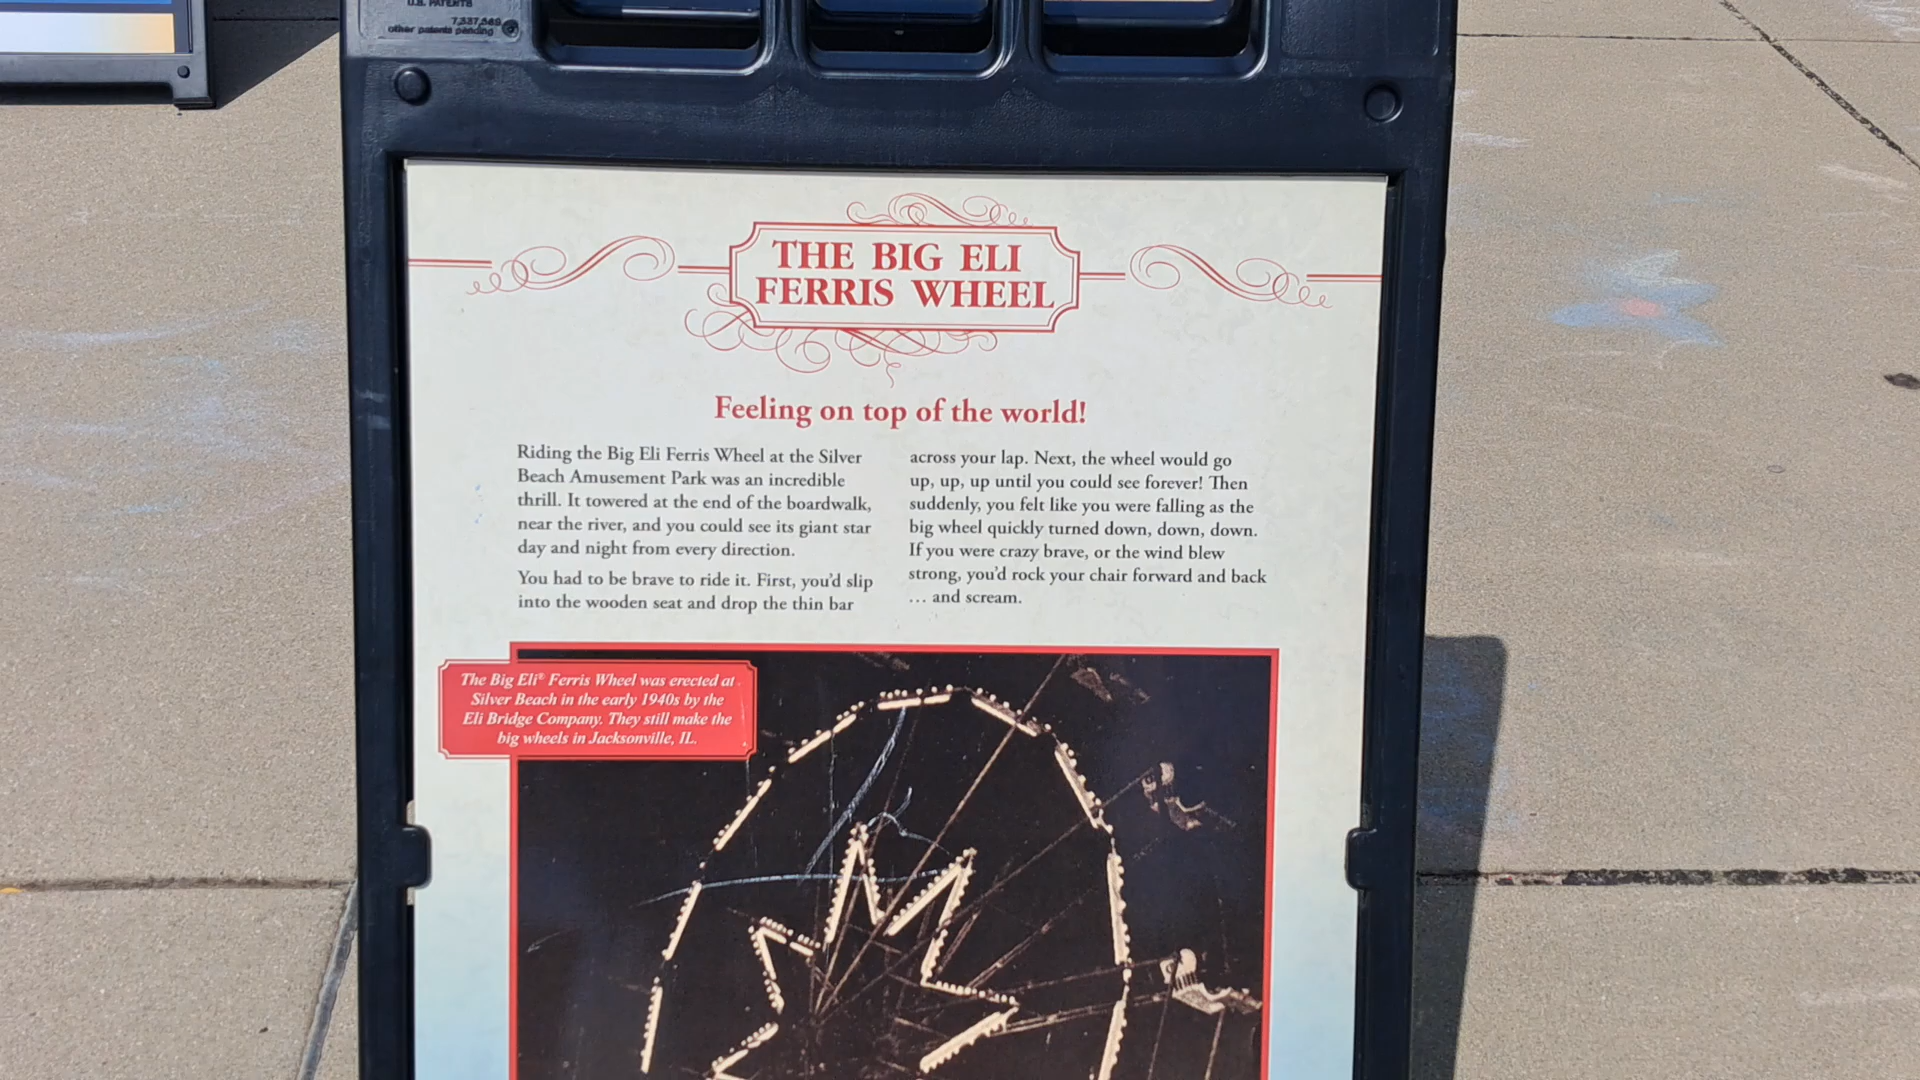 U.S. PATENTS
7,337,569
other patents pending
THE BIG ELI
FERRIS WHEEL
Feeling on top of the world!
Riding the Big Eli Ferris Wheel at the Silver
Beach Amusement Park was an incredible
thrill. It towered at the end of the boardwalk,
near the river, and you could see its giant star
day and night from every direction.
You had to be brave to ride it. First, you'd slip
into the wooden seat and drop the thin bar
across your lap. Next, the wheel would go
up, up, up until you could see forever! Then
suddenly, you felt like you were falling as the
big wheel quickly turned down, down, down.
If you were crazy brave, or the wind blew
strong, you'd rock your chair forward and back
… and scream.
The Big Eli® Ferris Wheel was erected at
Silver Beach in the early 1940s by the
Eli Bridge Company. They still make the
big wheels in Jacksonville, IL.